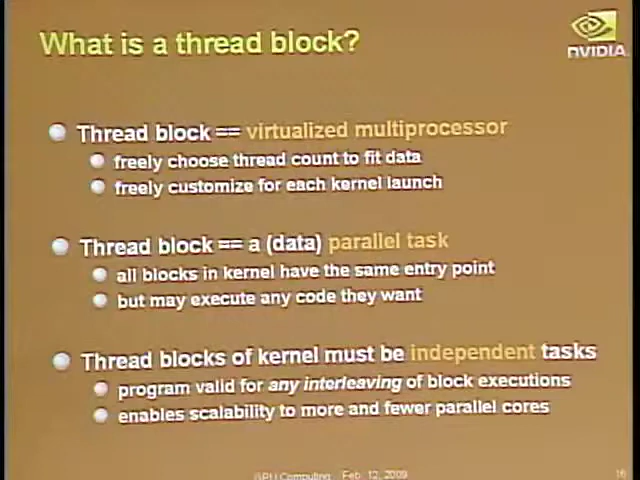 What is a thread block?
NVIDIA
Thread block == virtualized multiprocessor
freely choose thread count to fit data
freely customize for each kernel launch
Thread block == a (data) parallel task
all blocks in kernel have the same entry point
but may execute any code they want
Thread blocks of kernel must be independent tasks
program valid for any interleaving of block executions
enables scalability to more and fewer parallel cores
GPU Computing Feb. 12, 2009
16